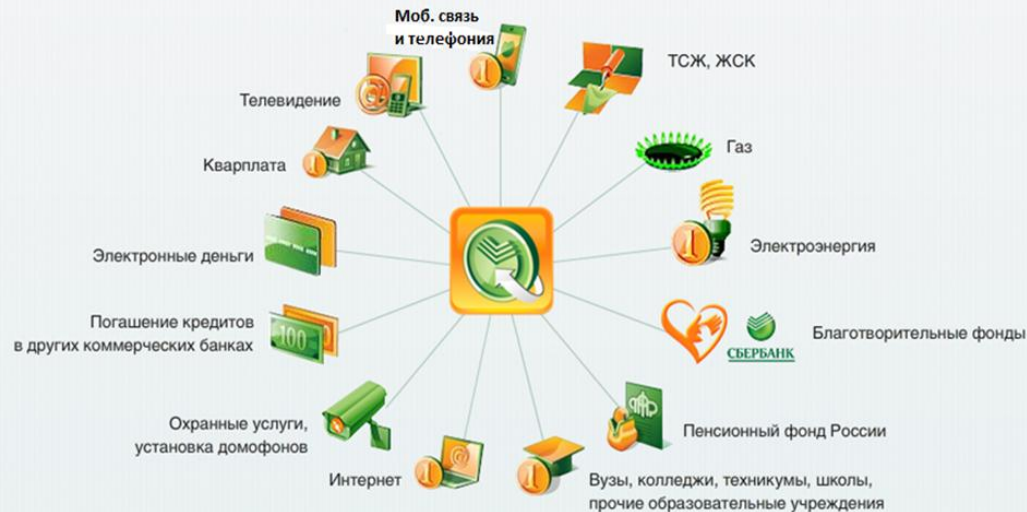 Моб. связь
и телефония
ТСЖ, ЖСК
Телевидение
Газ
Кварплата
Электроэнергия
Электронные деньги
Погашение кредитов
в других коммерческих банках
100
Благотворительные фонды
СБЕРБАНК
Охранные услуги,
установка домофонов
Пенсионный фонд России
Интернет
Вузы, колледжи, техникумы, школы,
прочие образовательные учреждения